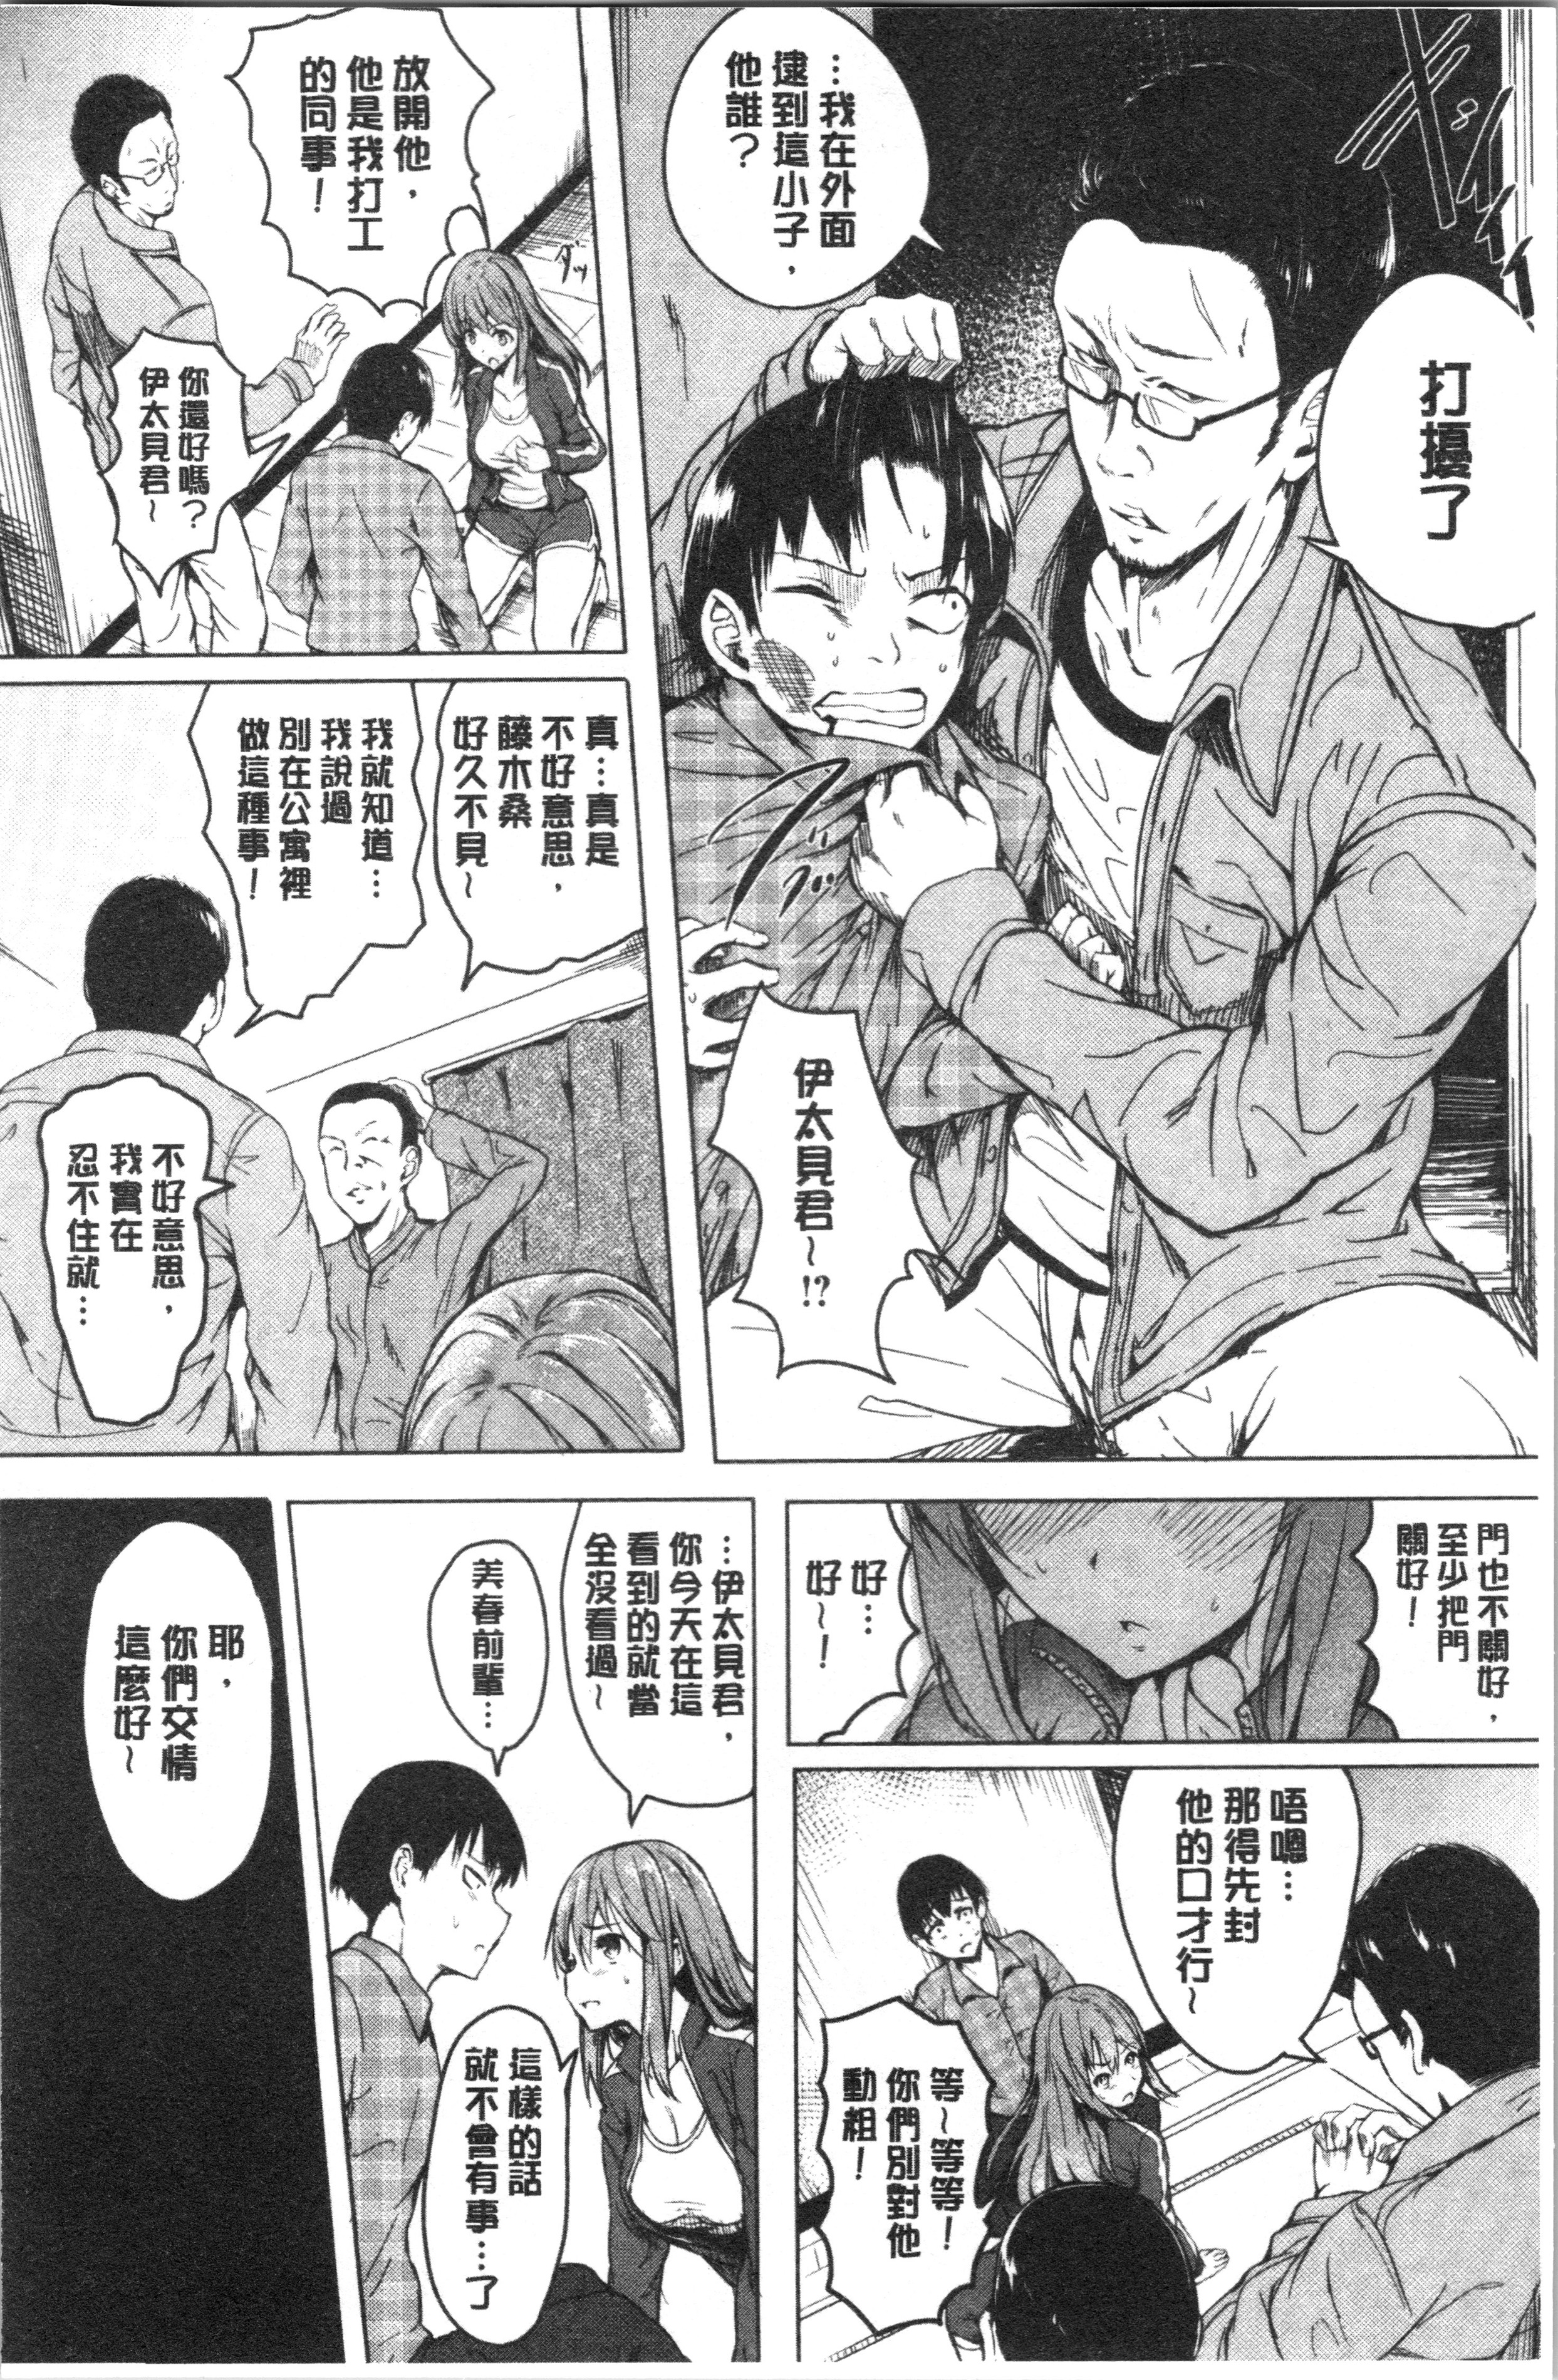 打擾了
…我在外面
逮到這小子，
他誰？
伊太貝君～!?
放開他，
他是我打工
的同事！
你還好嗎？
伊太貝君～
ダッ
真…真是
不好意思，
藤木桑
好久不見～
我就知道…
我說過
別在公寓裡
做這種事！
不好意思，
我實在
忍不住就…
門也不關好，
至少把門
關好！
好…
好～！
唔嗯…
那得先封
他的口才行～
等～等等！
你們別對他
動粗！
…伊太貝君，
你今天在這
看到的就當
全沒看過～
美春前輩…
這樣的話
就不會有事…了
耶，
你們交情
這麼好～